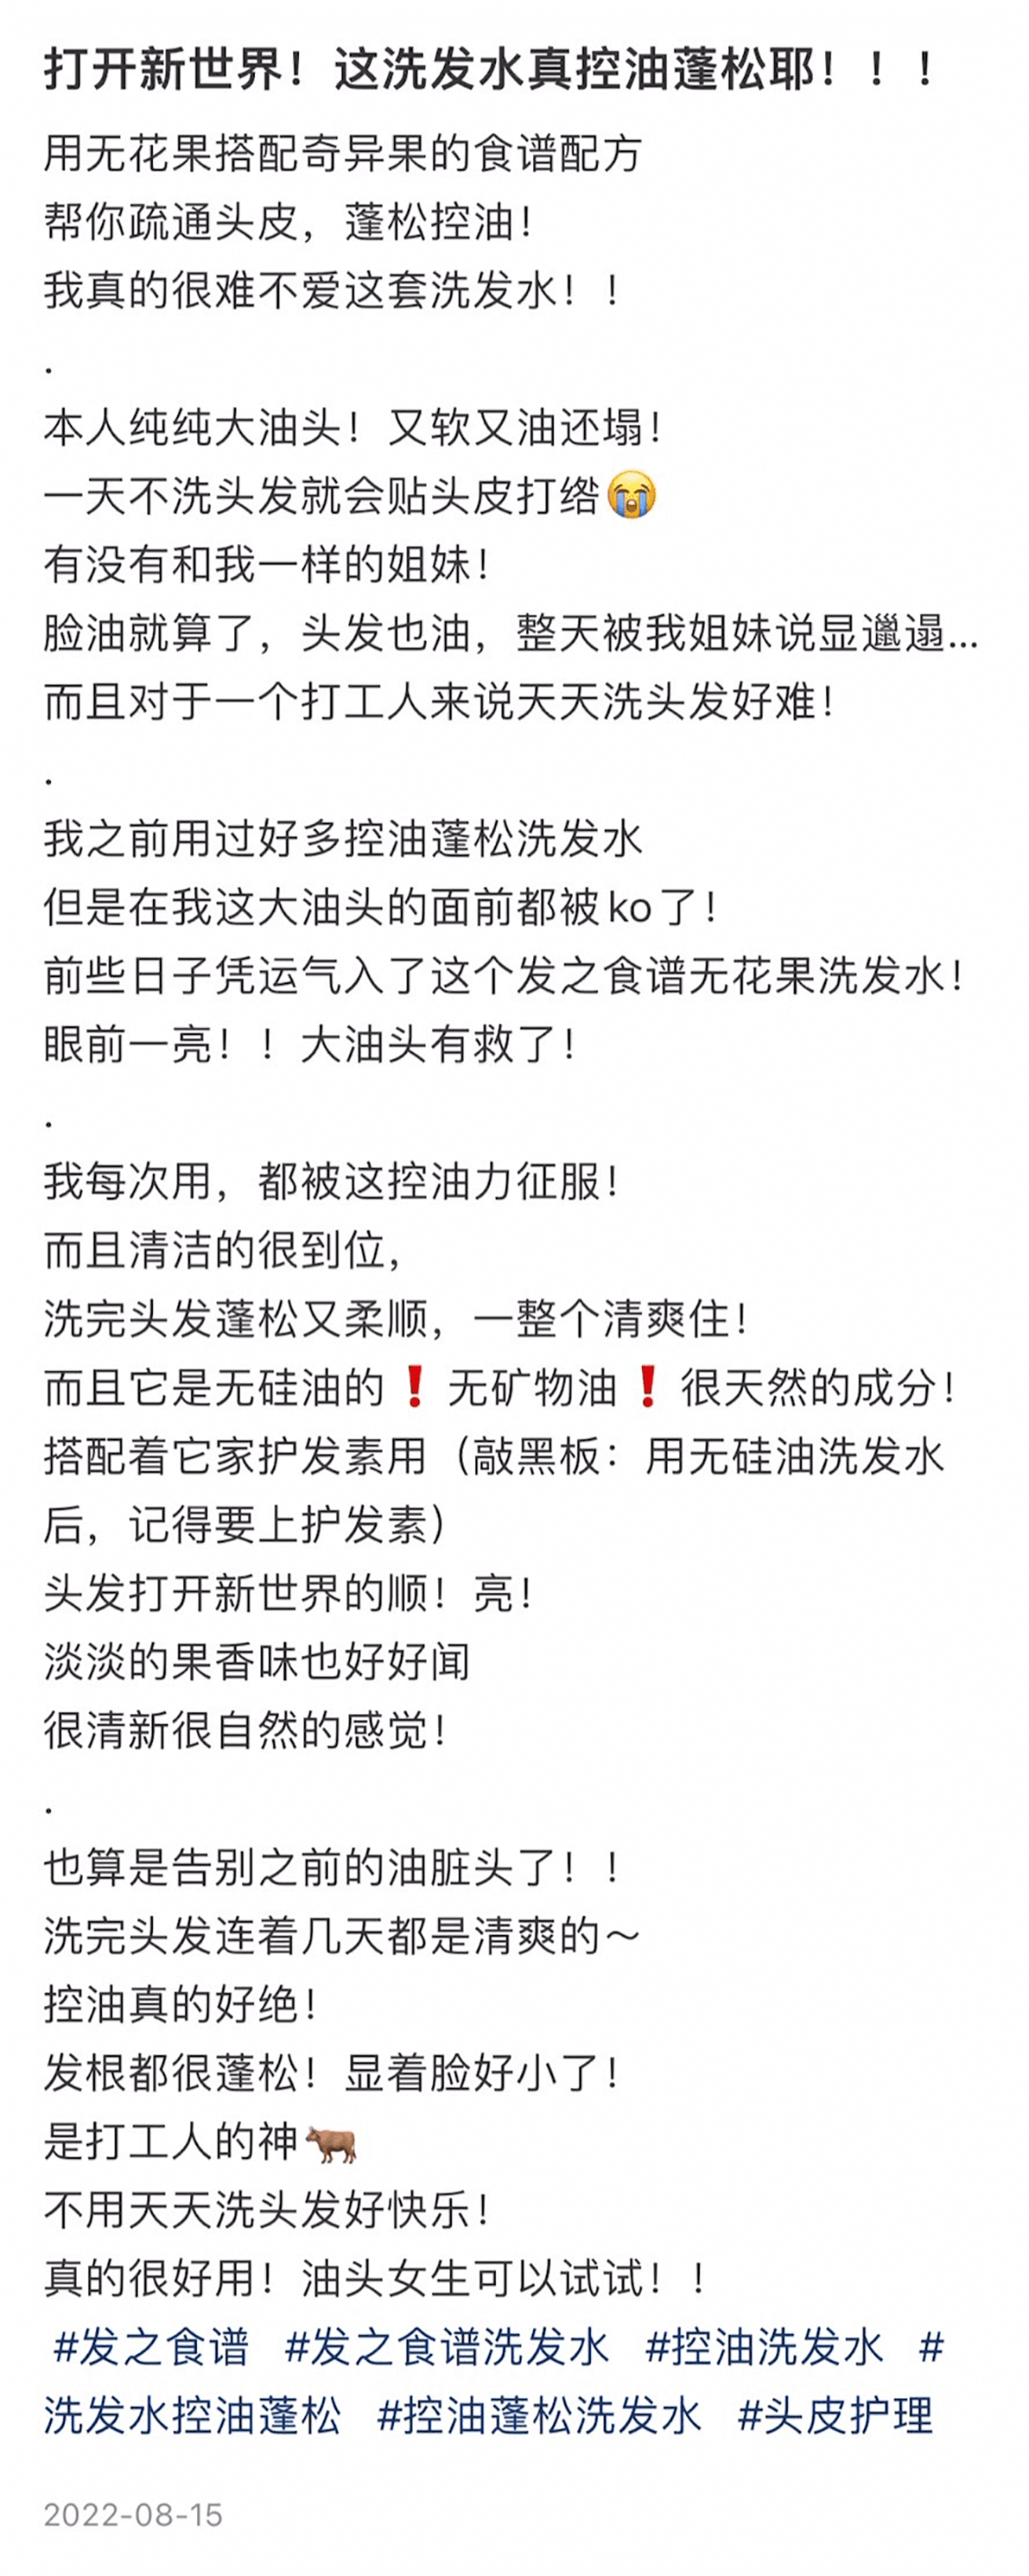 打开新世界！这洗发水真控油蓬松耶！！！
用无花果搭配奇异果的食谱配方
帮你疏通头皮，蓬松控油！
我真的很难不爱这套洗发水！！
.
本人纯纯大油头！又软又油还塌！
一天不洗头发就会贴头皮打绺😭
有没有和我一样的姐妹！
脸油就算了，头发也油，整天被我姐妹说显邋遢...
而且对于一个打工人来说天天洗头发好难！
.
我之前用过好多控油蓬松洗发水
但是在我这大油头的面前都被ko了！
前些日子凭运气入了这个发之食谱无花果洗发水！
眼前一亮！！大油头有救了！
.
我每次用，都被这控油力征服！
而且清洁的很到位，
洗完头发蓬松又柔顺，一整个清爽住！
而且它是无硅油的❗无矿物油❗很天然的成分！
搭配着它家护发素用（敲黑板：用无硅油洗发水
后，记得要上护发素）
头发打开新世界的顺！亮！
淡淡的果香味也好好闻
很清新很自然的感觉！
.
也算是告别之前的油脏头了！！
洗完头发连着几天都是清爽的～
控油真的好绝！
发根都很蓬松！显着脸好小了！
是打工人的神🐂
不用天天洗头发好快乐！
真的很好用！油头女生可以试试！！
#发之食谱 #发之食谱洗发水 #控油洗发水 #
洗发水控油蓬松 #控油蓬松洗发水 #头皮护理
2022-08-15